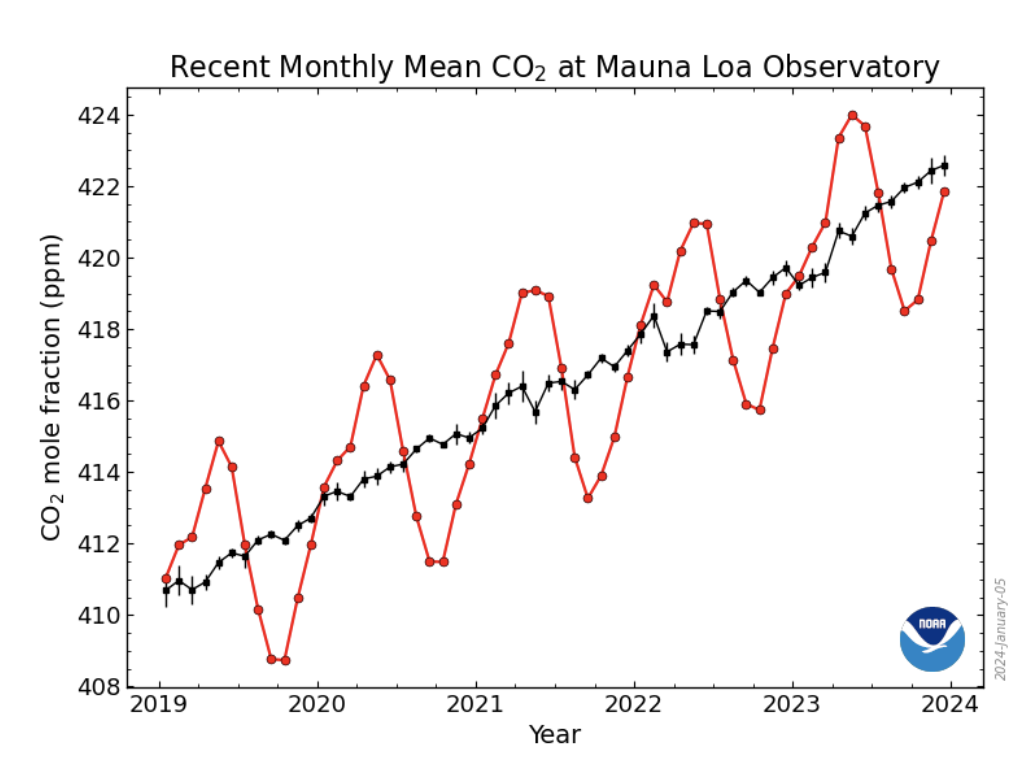 Recent Monthly Mean CO₂ at Mauna Loa Observatory
CO₂ mole fraction (ppm)
424
422
420
418
416
414
412
410
408
2019 2020 2021 2022 2023 2024
Year
NOAA
2024-January-05